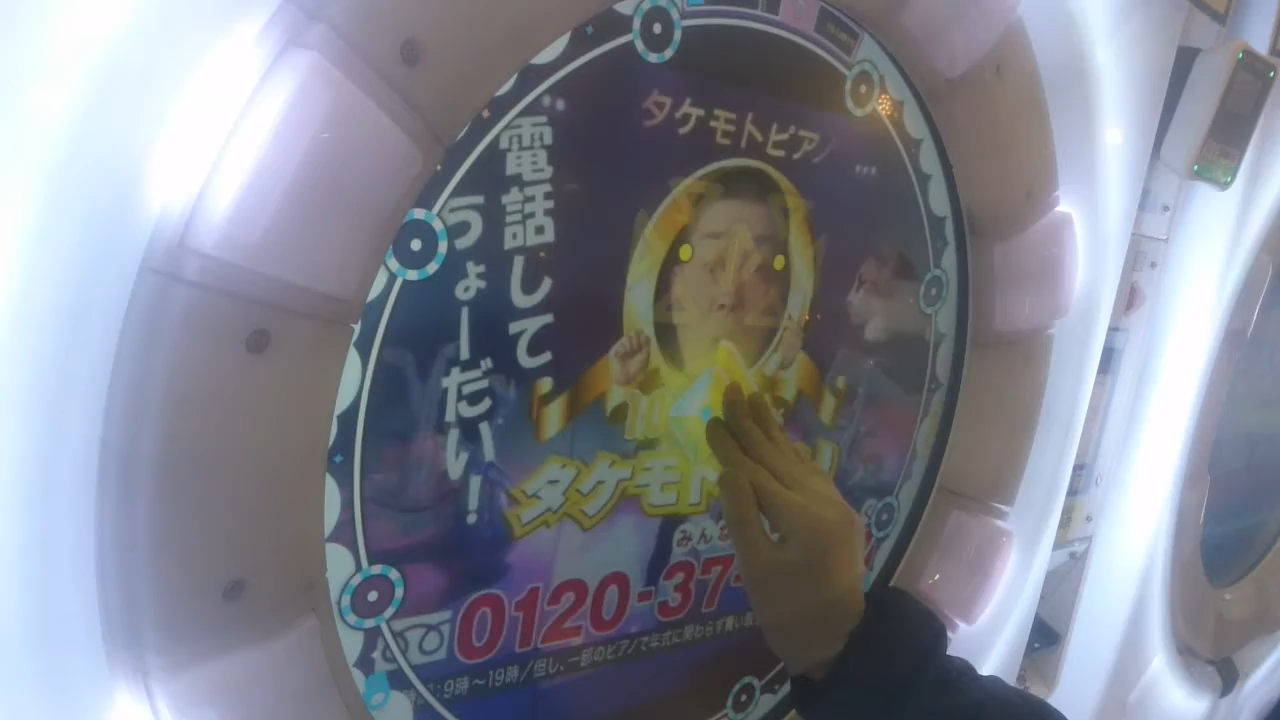 タケモトピアノ
電話して
ちょーだい!
タケモト
みんな
0120-37-
:9時〜19時/但し、一部のピアノで年式に関わらず買い取